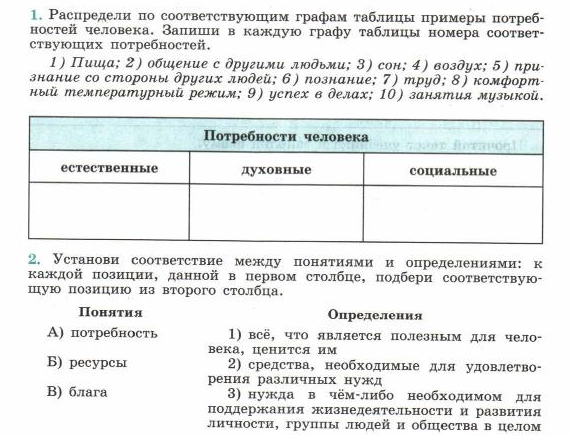 1. Распредели по соответствующим графам таблицы примеры потреб-
ностей человека. Запиши в каждую графу таблицы номера соответ-
ствующих потребностей.
1) Пища; 2) общение с другими людьми; 3) сон; 4) воздух; 5) при-
знание со стороны других людей; 6) познание; 7) труд; 8) комфорт-
ный температурный режим; 9) успех в делах; 10) занятия музыкой.
Потребности человека
естественные духовные социальные
2. Установи соответствие между понятиями и определениями: к
каждой позиции, данной в первом столбце, подбери соответствую-
щую позицию из второго столбца.
Понятия
А) потребность
Б) ресурсы
В) блага
Определения
1) всё, что является полезным для чело-
века, ценится им
2) средства, необходимые для удовлетво-
рения различных нужд
3) нужда в чём-либо необходимом для
поддержания жизнедеятельности и развития
личности, группы людей и общества в целом